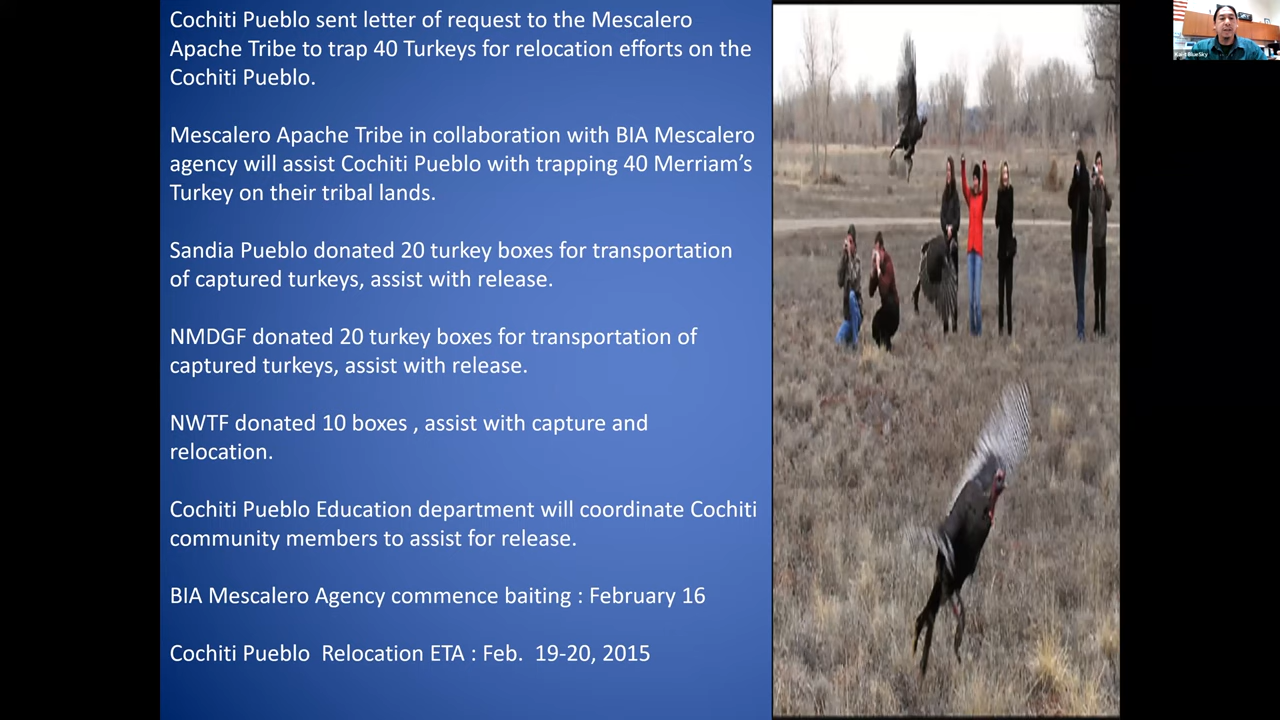 Cochiti Pueblo sent letter of request to the Mescalero
Apache Tribe to trap 40 Turkeys for relocation efforts on the
Cochiti Pueblo.
Mescalero Apache Tribe in collaboration with BIA Mescalero
agency will assist Cochiti Pueblo with trapping 40 Merriam’s
Turkey on their tribal lands.
Sandia Pueblo donated 20 turkey boxes for transportation
of captured turkeys, assist with release.
NMDGF donated 20 turkey boxes for transportation of
captured turkeys, assist with release.
NWTF donated 10 boxes , assist with capture and
relocation.
Cochiti Pueblo Education department will coordinate Cochiti
community members to assist for release.
BIA Mescalero Agency commence baiting : February 16
Cochiti Pueblo  Relocation ETA : Feb.  19-20, 2015
BlueSky